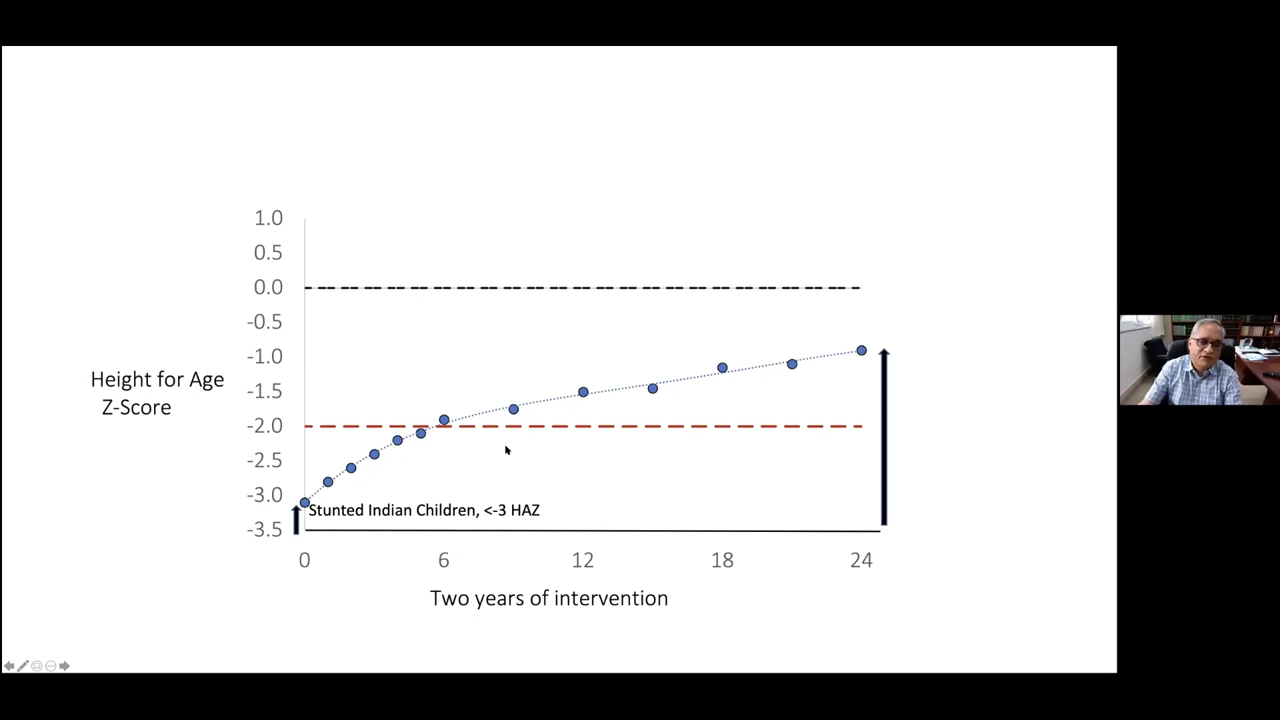 1.0
0.5
0.0
-0.5
-1.0
-1.5
-2.0
-2.5
-3.0
-3.5
Height for Age
Z-Score
Stunted Indian Children, <-3 HAZ
0 6 12 18 24
Two years of intervention